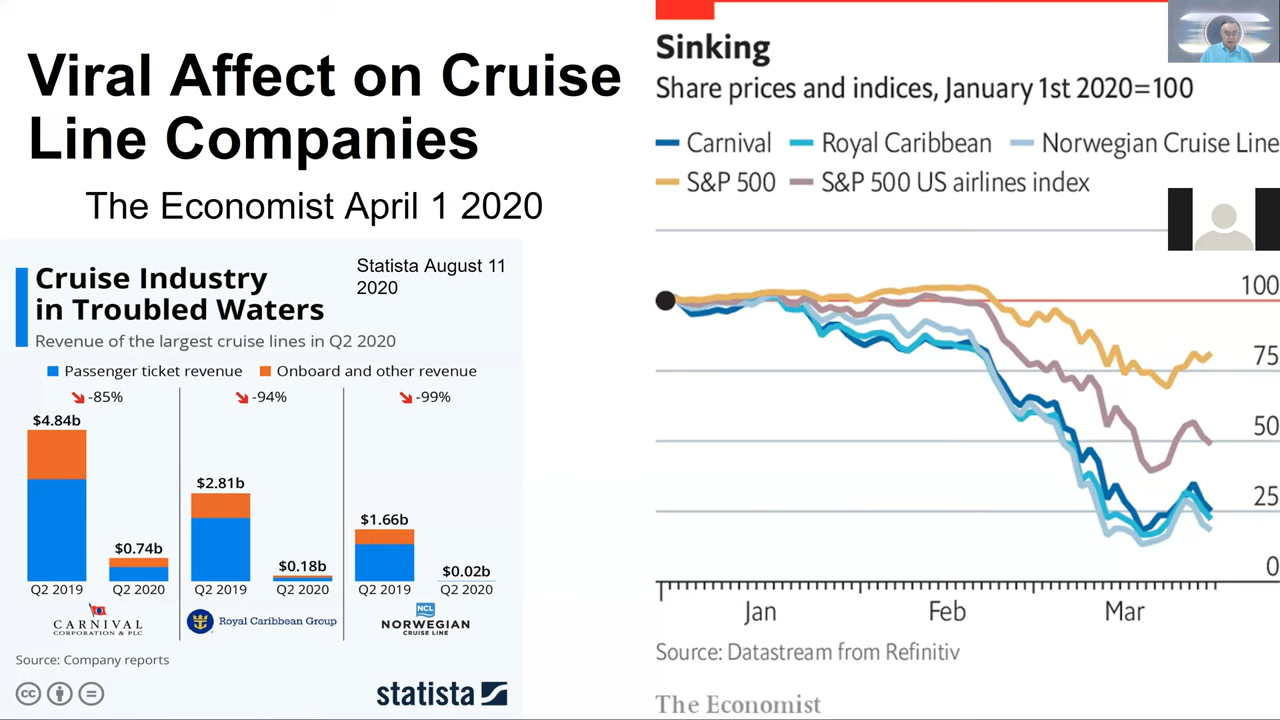 Viral Affect on Cruise
Line Companies
The Economist April 1 2020
Cruise Industry
in Troubled Waters
Statista August 11
2020
Revenue of the largest cruise lines in Q2 2020
Passenger ticket revenue Onboard and other revenue
-85% -94% -99%
$4.84b
$2.81b
$1.66b
$0.74b
$0.18b
$0.02b
Q2 2019 Q2 2020 Q2 2019 Q2 2020 Q2 2019 Q2 2020
CARNIVAL
CORPORATION & PLC
Royal Caribbean Group
NCL
NORWEGIAN
CRUISE LINE
Source: Company reports
cc
statista
Sinking
Share prices and indices, January 1st 2020=100
Carnival Royal Caribbean Norwegian Cruise Line
S&P 500 S&P 500 US airlines index
100
75
50
25
0
Jan Feb Mar
Source: Datastream from Refinitiv
The Economist